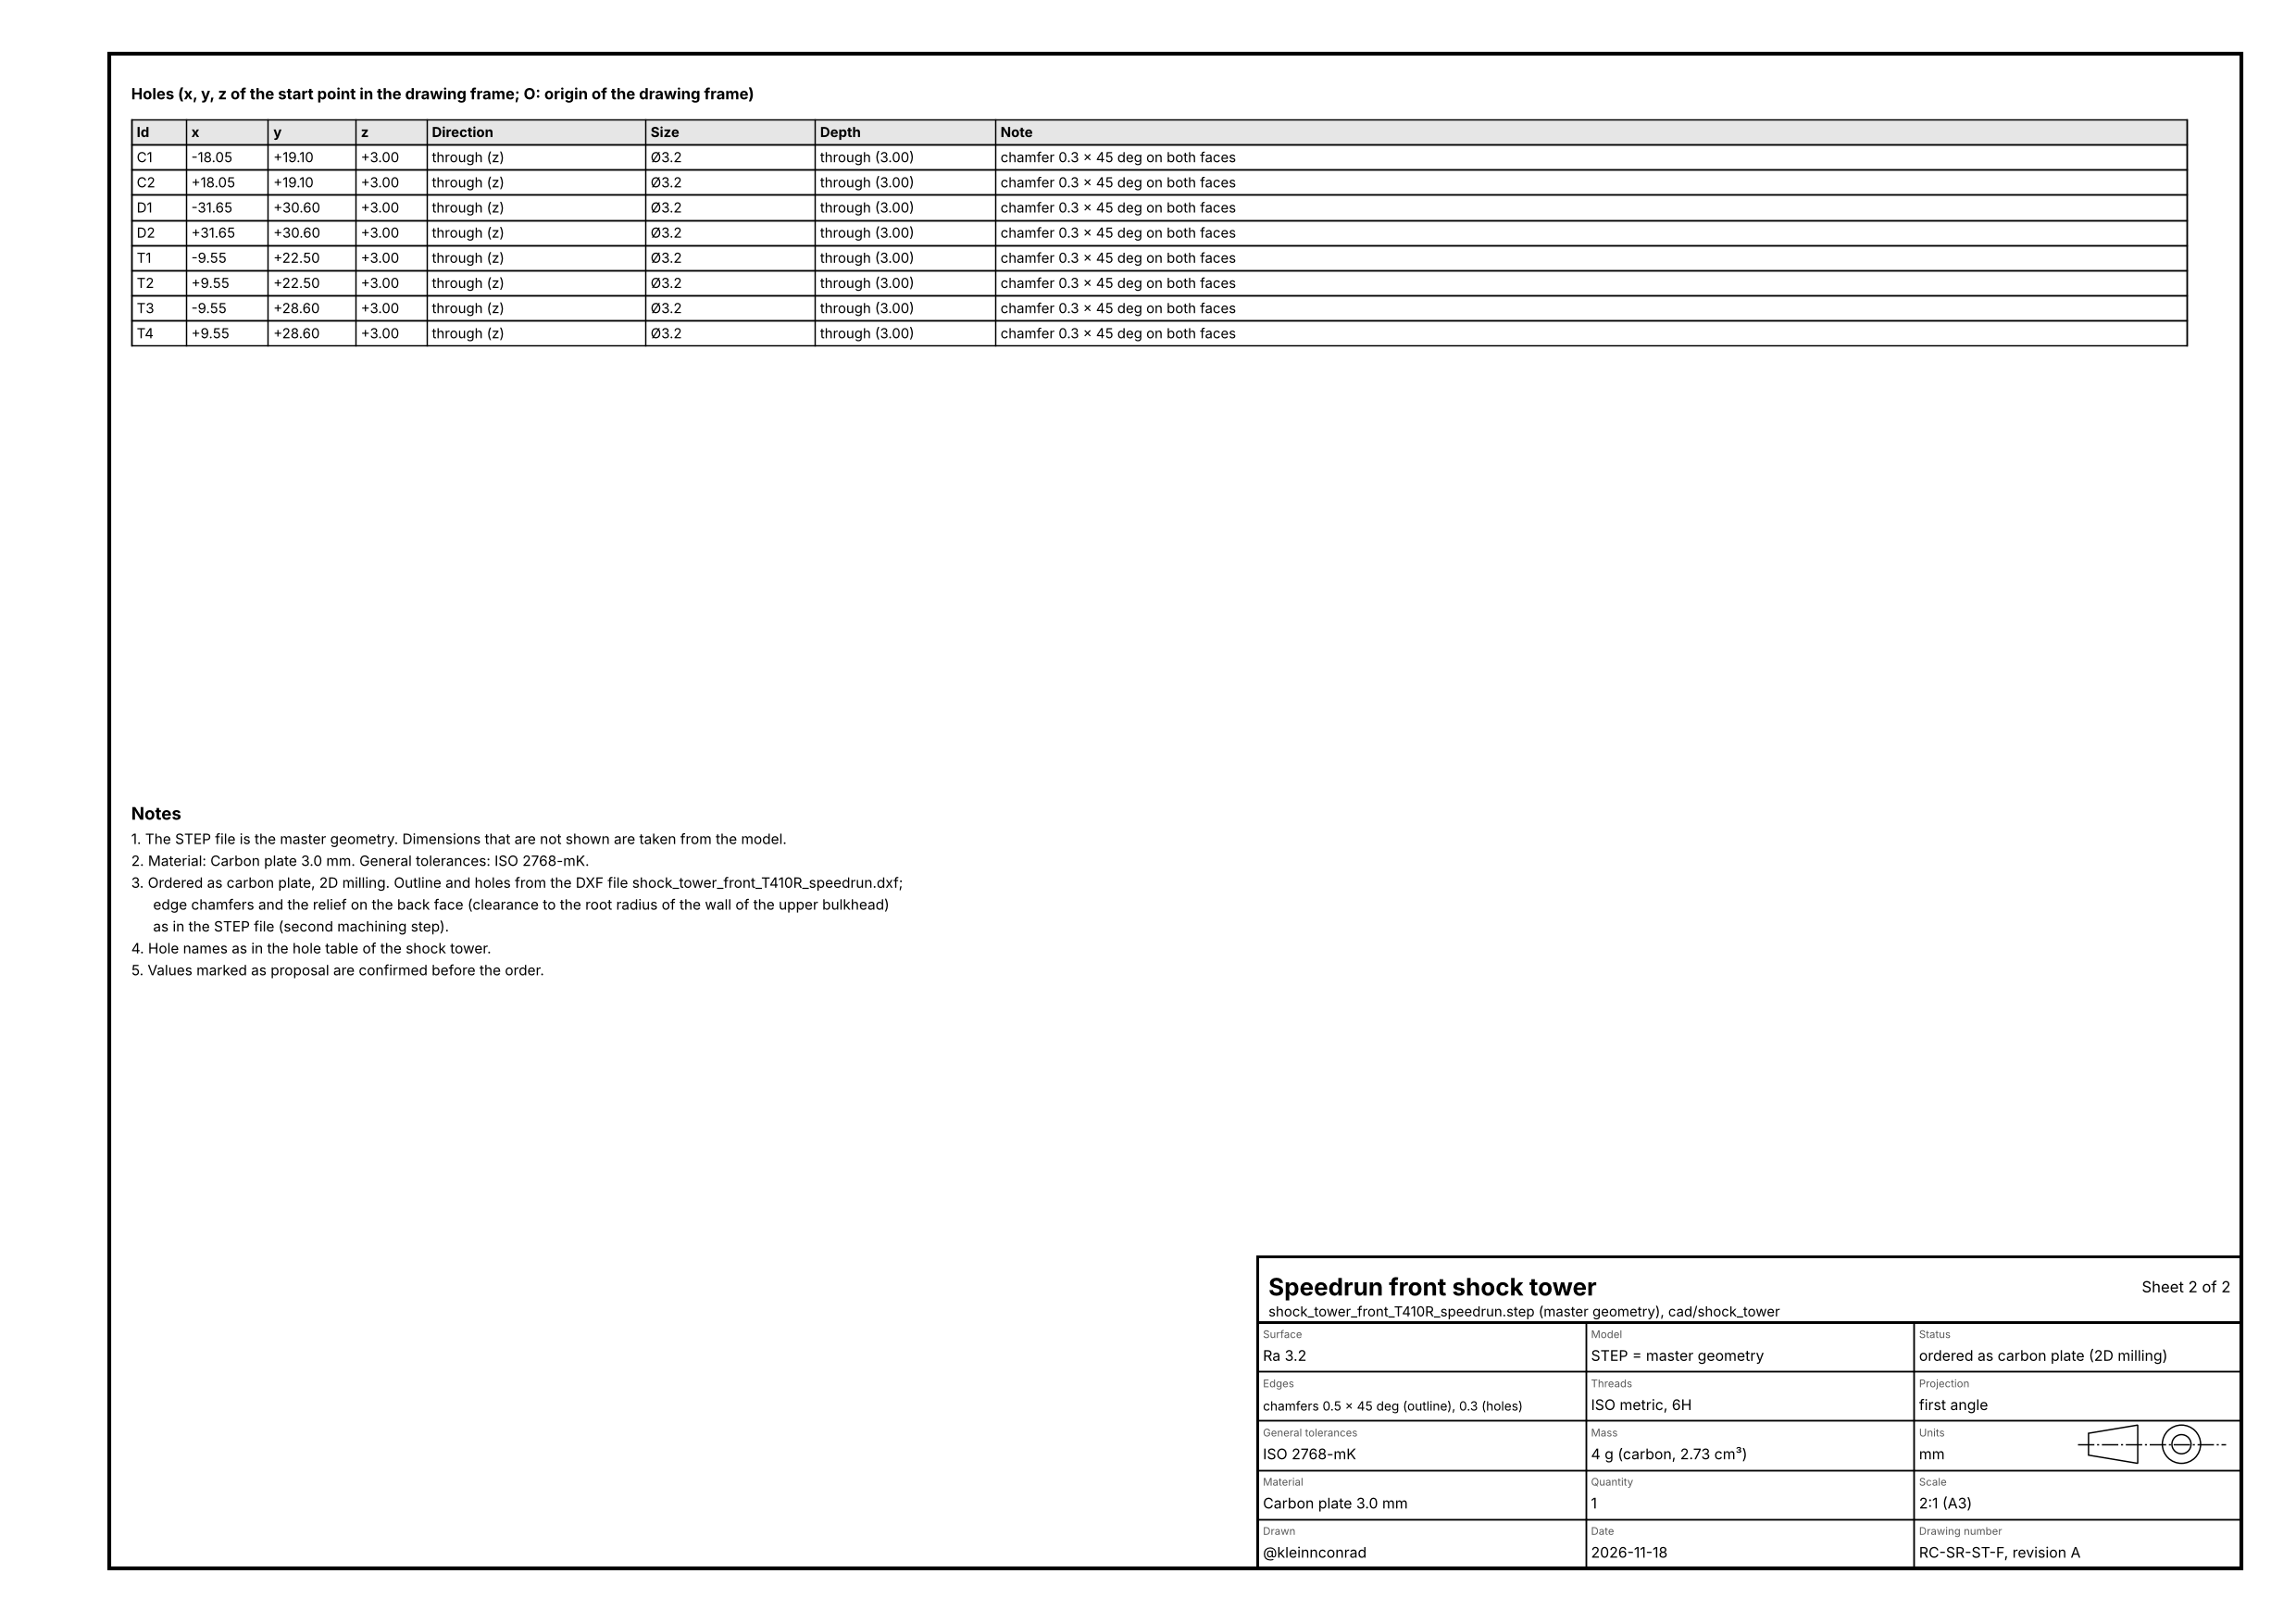 Holes (x, y, z of the start point in the drawing frame; O: origin of the drawing frame)
Id x y z Direction Size Depth Note
C1 -18.05 +19.10 +3.00 through (z) Ø3.2 through (3.00) chamfer 0.3 × 45 deg on both faces
C2 +18.05 +19.10 +3.00 through (z) Ø3.2 through (3.00) chamfer 0.3 × 45 deg on both faces
D1 -31.65 +30.60 +3.00 through (z) Ø3.2 through (3.00) chamfer 0.3 × 45 deg on both faces
D2 +31.65 +30.60 +3.00 through (z) Ø3.2 through (3.00) chamfer 0.3 × 45 deg on both faces
T1 -9.55 +22.50 +3.00 through (z) Ø3.2 through (3.00) chamfer 0.3 × 45 deg on both faces
T2 +9.55 +22.50 +3.00 through (z) Ø3.2 through (3.00) chamfer 0.3 × 45 deg on both faces
T3 -9.55 +28.60 +3.00 through (z) Ø3.2 through (3.00) chamfer 0.3 × 45 deg on both faces
T4 +9.55 +28.60 +3.00 through (z) Ø3.2 through (3.00) chamfer 0.3 × 45 deg on both faces
Notes
1. The STEP file is the master geometry. Dimensions that are not shown are taken from the model.
2. Material: Carbon plate 3.0 mm. General tolerances: ISO 2768-mK.
3. Ordered as carbon plate, 2D milling. Outline and holes from the DXF file shock_tower_front_T410R_speedrun.dxf;
edge chamfers and the relief on the back face (clearance to the root radius of the wall of the upper bulkhead)
as in the STEP file (second machining step).
4. Hole names as in the hole table of the shock tower.
5. Values marked as proposal are confirmed before the order.
Speedrun front shock tower Sheet 2 of 2
shock_tower_front_T410R_speedrun.step (master geometry), cad/shock_tower
Surface Model Status
Ra 3.2 STEP = master geometry ordered as carbon plate (2D milling)
Edges Threads Projection
chamfers 0.5 × 45 deg (outline), 0.3 (holes) ISO metric, 6H first angle
General tolerances Mass Units
ISO 2768-mK 4 g (carbon, 2.73 cm³) mm
Material Quantity Scale
Carbon plate 3.0 mm 1 2:1 (A3)
Drawn Date Drawing number
@kleinnconrad 2026-11-18 RC-SR-ST-F, revision A